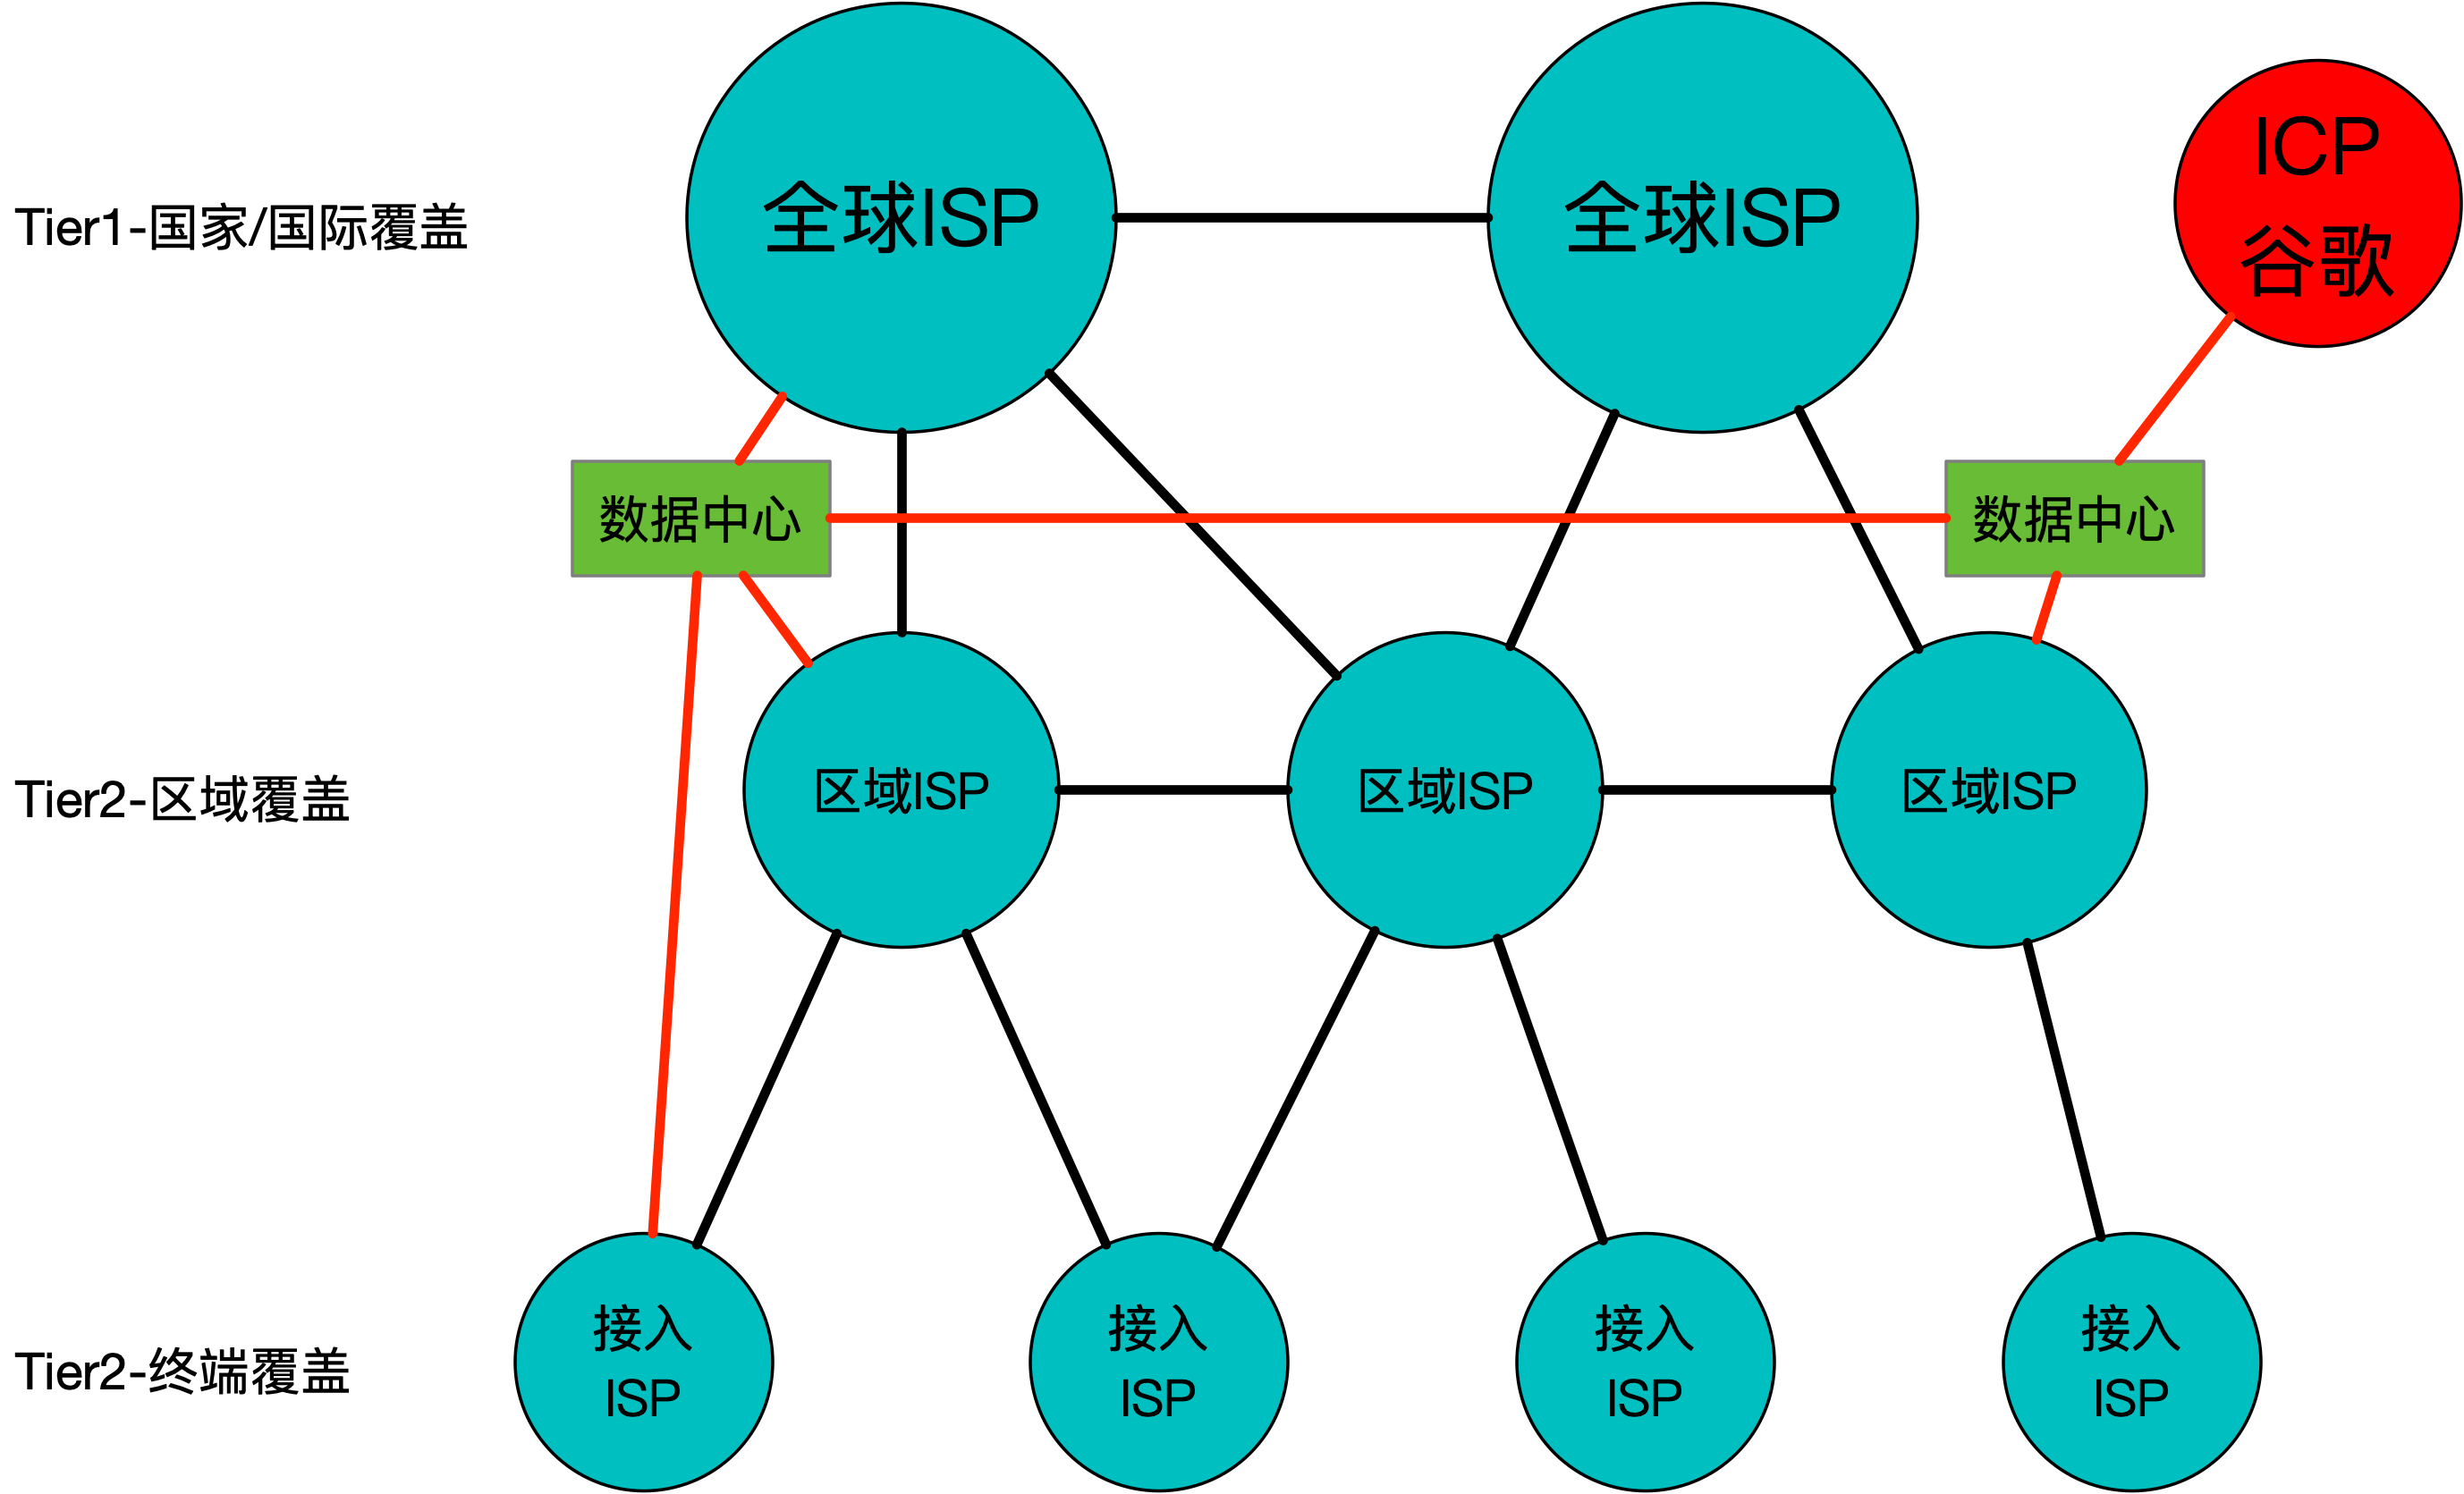 Tier1-国家/国际覆盖
全球ISP
全球ISP
ICP
谷歌
数据中心
数据中心
Tier2-区域覆盖
区域ISP
区域ISP
区域ISP
Tier2-终端覆盖
接入
ISP
接入
ISP
接入
ISP
接入
ISP